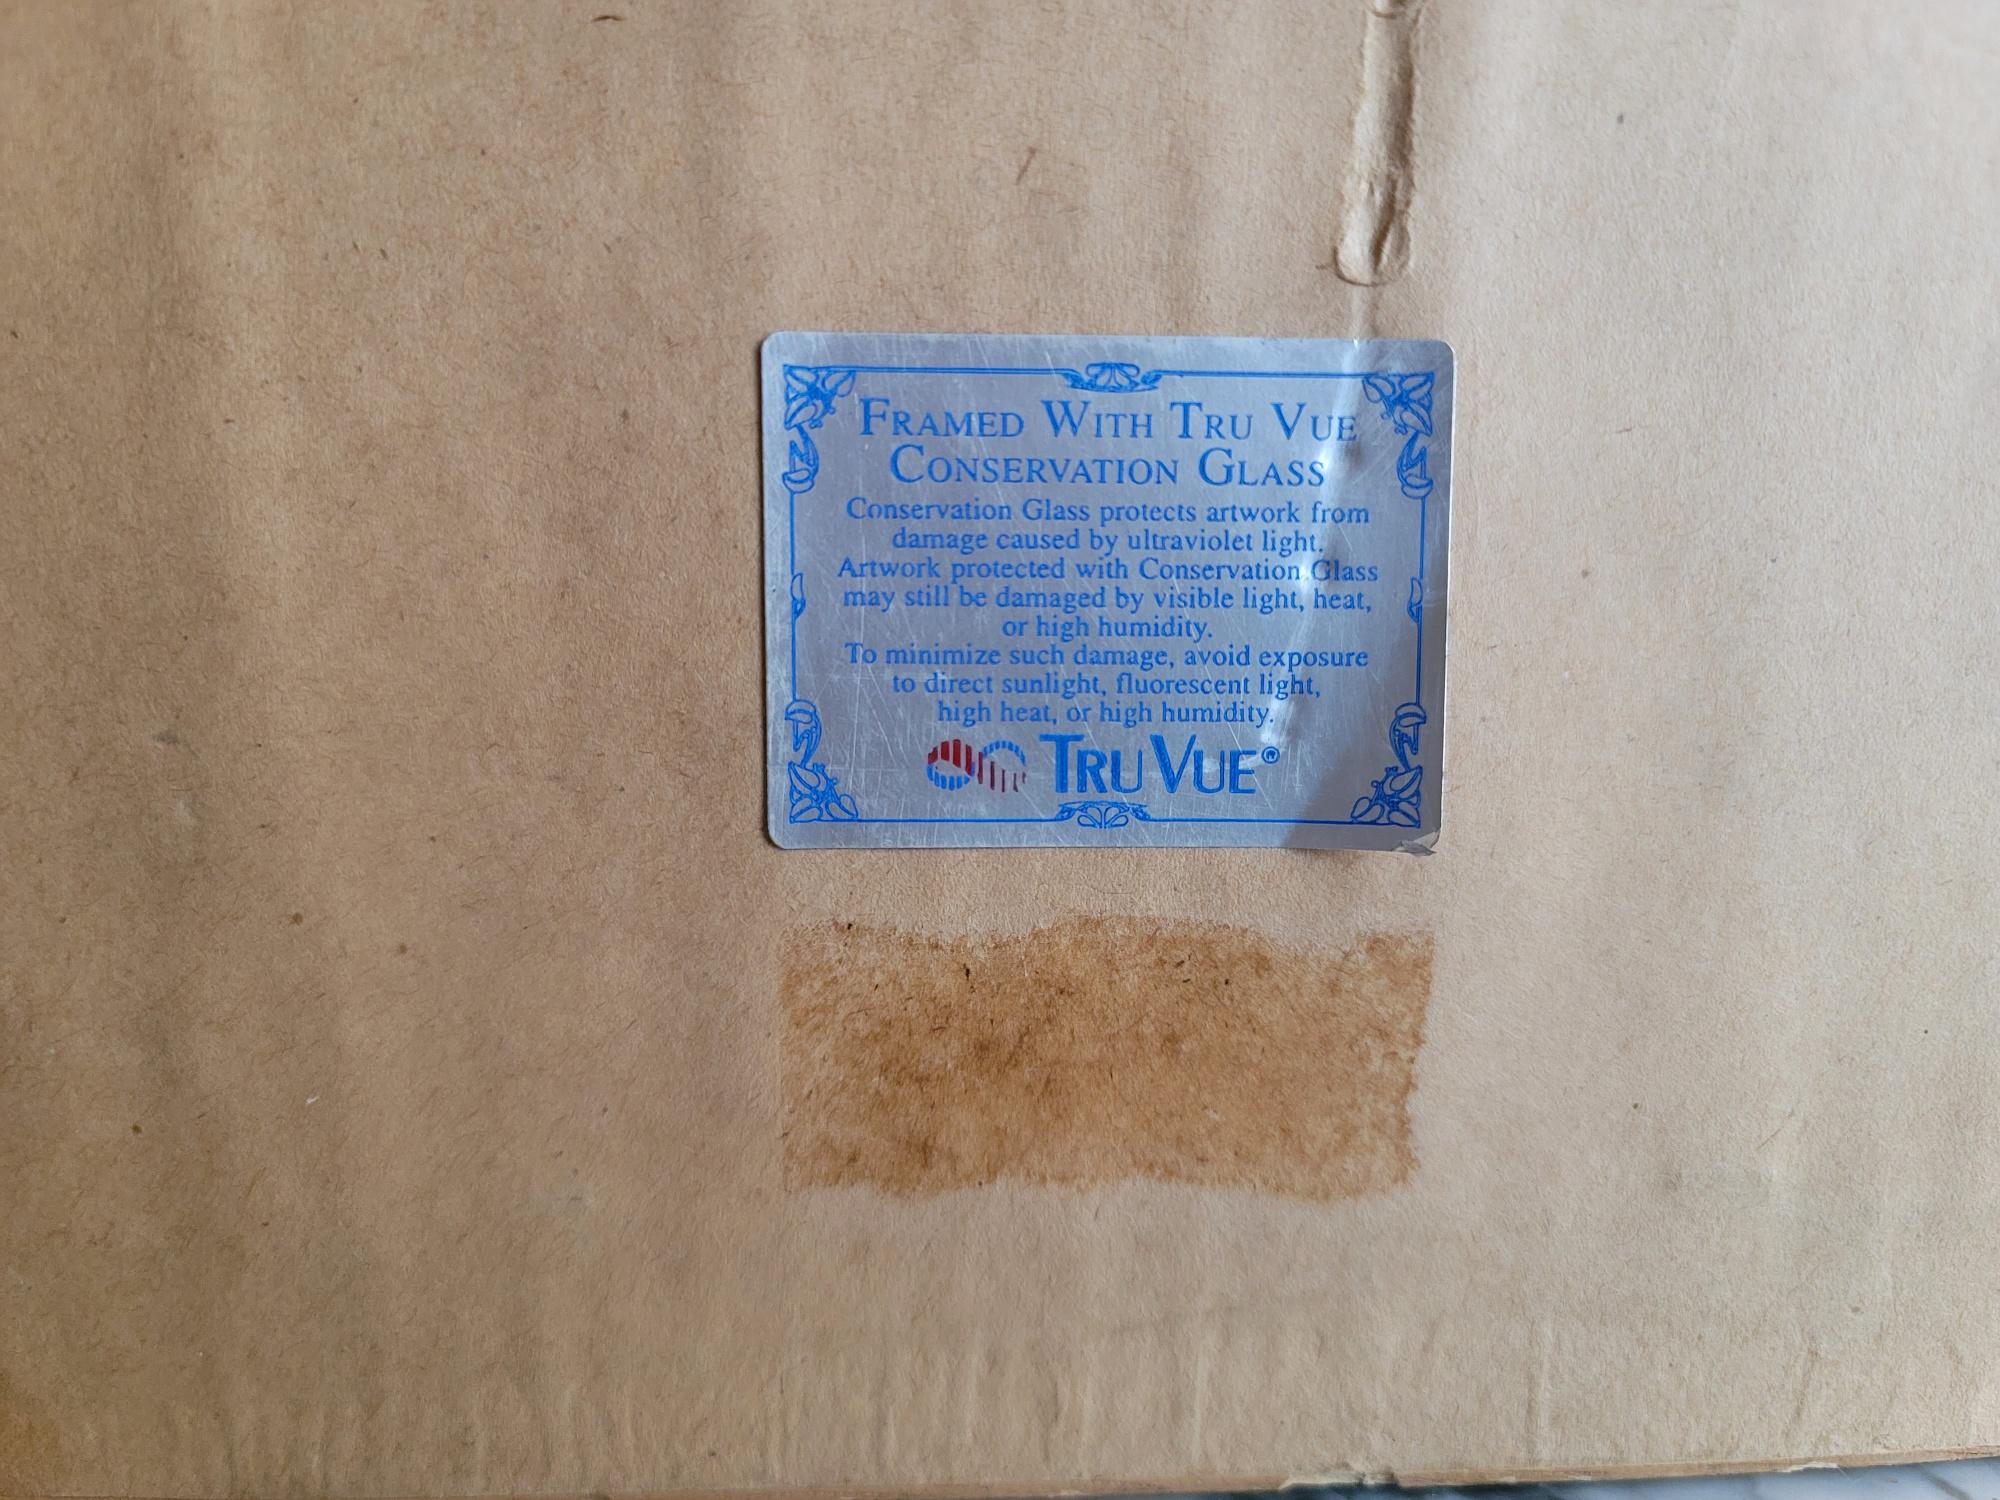 FRAMED WITH TRU VUE
CONSERVATION GLASS
Conservation Glass protects artwork from
damage caused by ultraviolet light.
Artwork protected with Conservation Glass
may still be damaged by visible light, heat,
or high humidity.
To minimize such damage, avoid exposure
to direct sunlight, fluorescent light,
high heat, or high humidity.
TRU VUE®